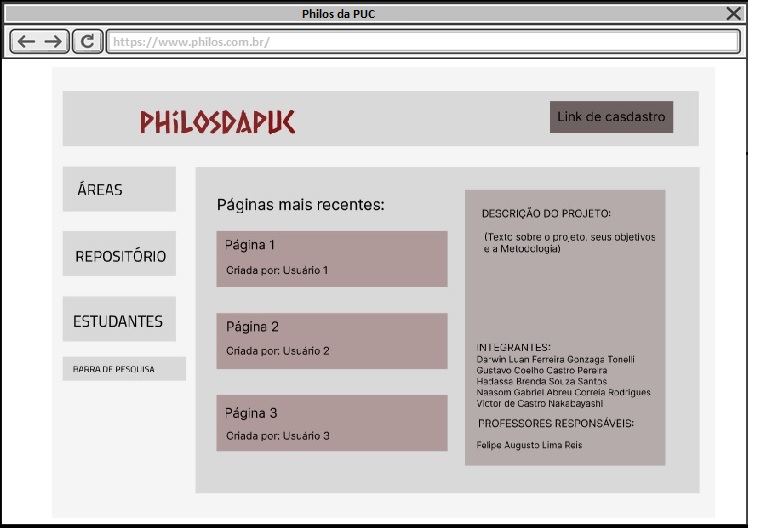 Philos da PUC
https://www.philos.com.br/
PHiLOSDAPUC
Link de casdastro
ÁREAS
REPOSITÓRIO
ESTUDANTES
BARRA DE PESQUISA
Páginas mais recentes:
Página 1
Criada por: Usuário 1
Página 2
Criada por: Usuário 2
Página 3
Criada por: Usuário 3
DESCRIÇÃO DO PROJETO:
(Texto sobre o projeto, seus objetivos
e a Metodologia)
INTEGRANTES:
Darwin Luan Ferreira Gonzaga Tonelli
Gustavo Coelho Castro Pereira
Hadassa Brenda Souza Santos
Naasom Gabriel Abreu Correia Rodrigues
Victor de Castro Nakabayashi
PROFESSORES RESPONSÁVEIS:
Felipe Augusto Lima Reis